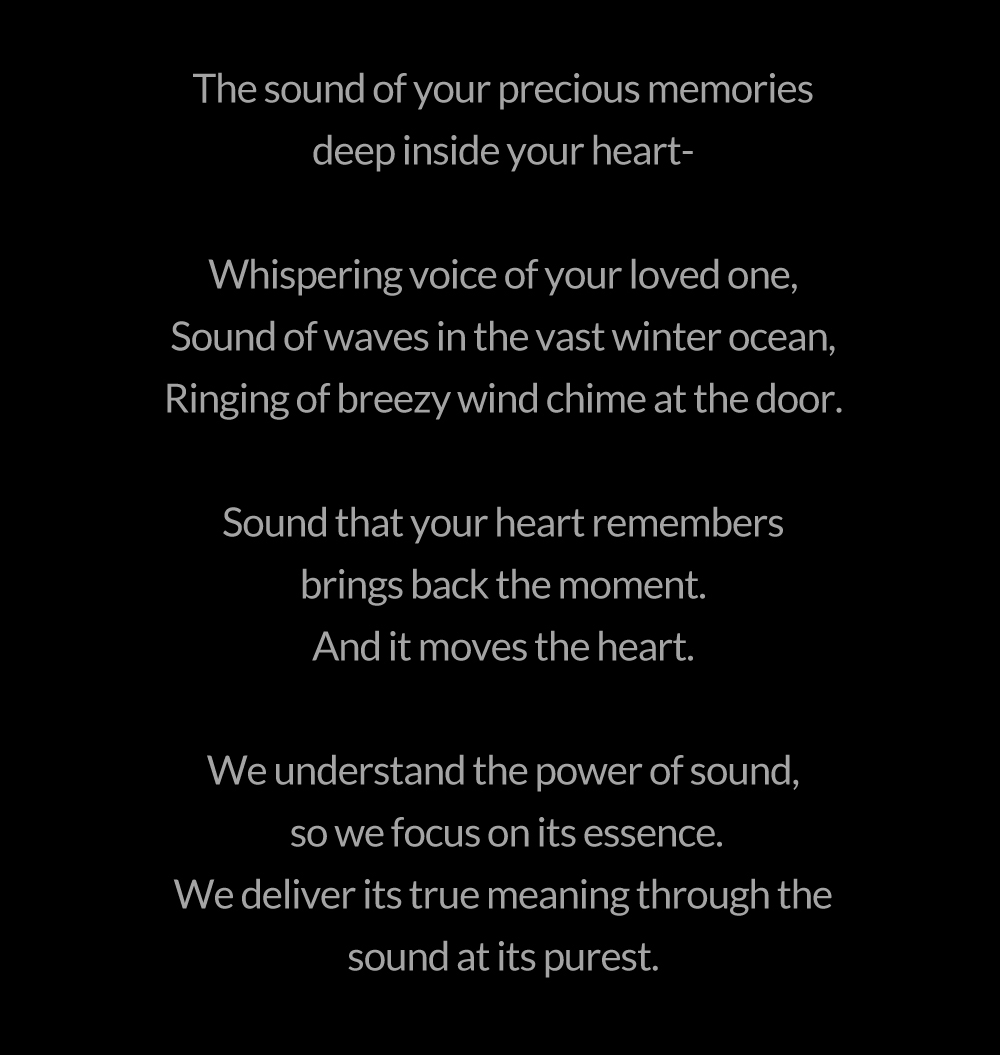 The sound of your precious memories
deep inside your heart-
Whispering voice of your loved one,
Sound of waves in the vast winter ocean,
Ringing of breezy wind chime at the door.
Sound that your heart remembers
brings back the moment.
And it moves the heart.
We understand the power of sound,
so we focus on its essence.
We deliver its true meaning through the
sound at its purest.